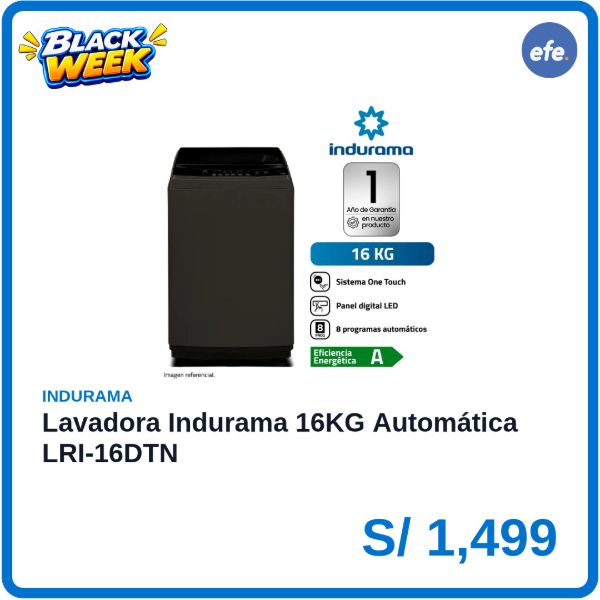 BLACK
WEEK
efe.
indurama
1
Año de Garantía
en nuestro
producto
16 KG
Sistema One Touch
Panel digital LED
8
8 programas automáticos
Eficiencia
Energética
A
Imagen referencial.
INDURAMA
Lavadora Indurama 16KG Automática
LRI-16DTN
S/ 1,499